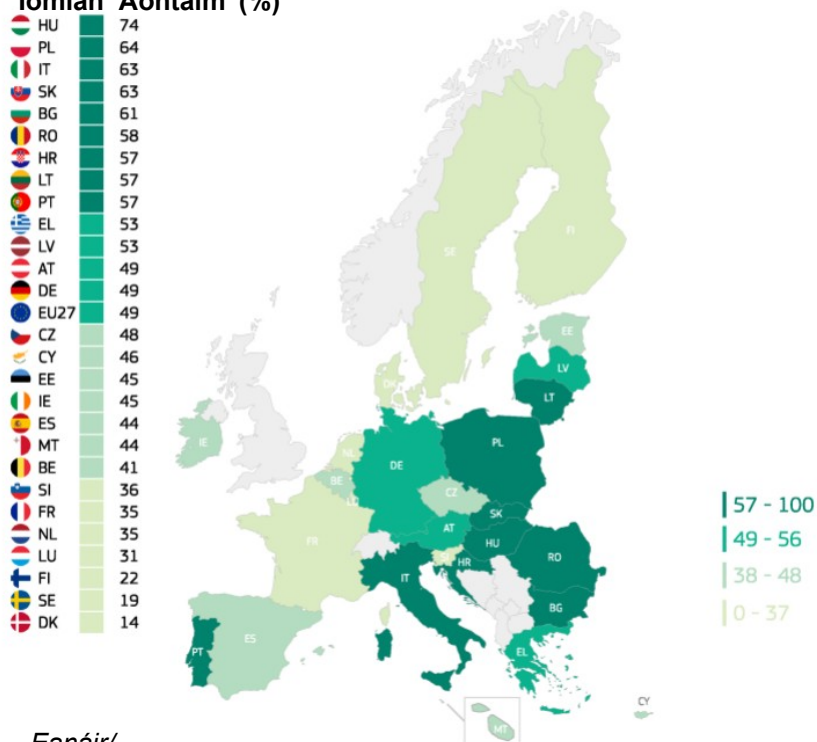 Iomlán 'Aontaím' (%)
HU 74
PL 64
IT 63
SK 63
BG 61
RO 58
HR 57
LT 57
PT 57
EL 53
LV 53
AT 49
DE 49
EU27 49
CZ 48
CY 46
EE 45
IE 45
ES 44
MT 44
BE 41
SI 36
FR 35
NL 35
LU 31
FI 22
SE 19
DK 14
FI
SE
EE
LV
DK
LT
IE
PL
NL
DE
BE
CZ
SK
AT
FR
HU
RO
HR
IT
BG
ES
PT
EL
CY
MT
57 - 100
49 - 56
38 - 48
0 - 37
Eanáir/